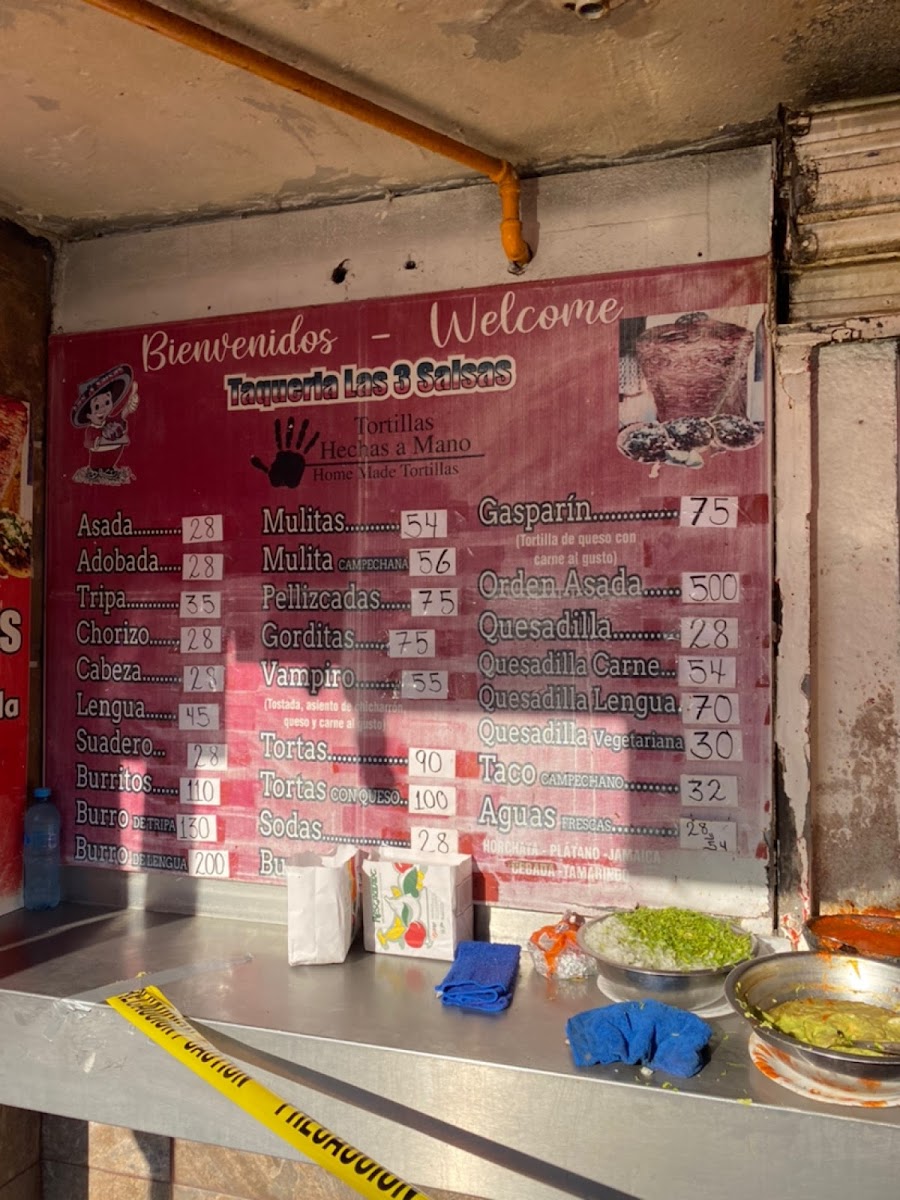 Bienvenidos - Welcome
Taqueria Las 3 Salsas
Tortillas
Hechas a Mano
Home Made Tortillas
Asada......... 28
Adobada.... 28
Tripa............ 35
Chorizo...... 28
Cabeza....... 28
Lengua...... 45
Suadero... 28
Burritos..... 110
Burro DE TRIPA 130
Burro DE LENGUA 200
Mulitas........... 54
Mulita CAMPECHANA 56
Pellizcadas...... 75
Gorditas...... 75
Vampiro......... 55
(Tostada, asiento de chicharrón,
queso y carne al gusto)
Tortas................ 90
Tortas CON QUESO.. 100
Sodas................ 28
Bu
Gasparín............... 75
(Tortilla de queso con
carne al gusto)
Orden Asada...... 500
Quesadilla........... 28
Quesadilla Carne... 54
Quesadilla Lengua.. 70
Quesadilla Vegetariana 30
Taco CAMPECHANO......... 32
Aguas FRESCAS............. 28 54
HORCHATA - PLÁTANO - JAMAICA
CEBADA - TAMARINDO
S
la
CAUTION
PRECAUCION